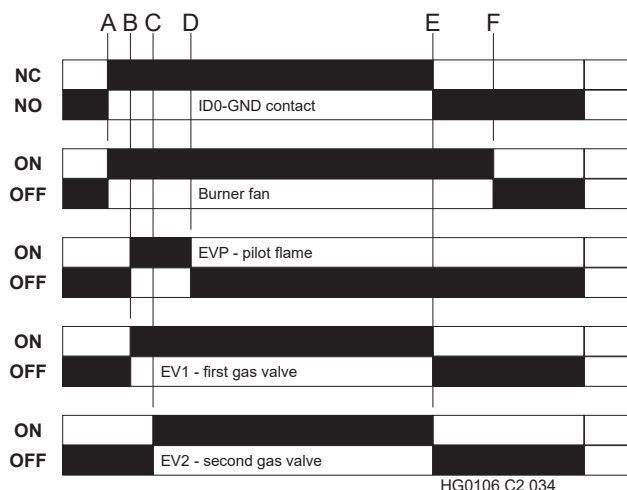 A B C D E F
NC
NO
ID0-GND contact
ON
OFF
Burner fan
ON
EVP - pilot flame
OFF
ON
OFF
EV1 - first gas valve
ON
OFF
EV2 - second gas valve
HG0106 C2 034